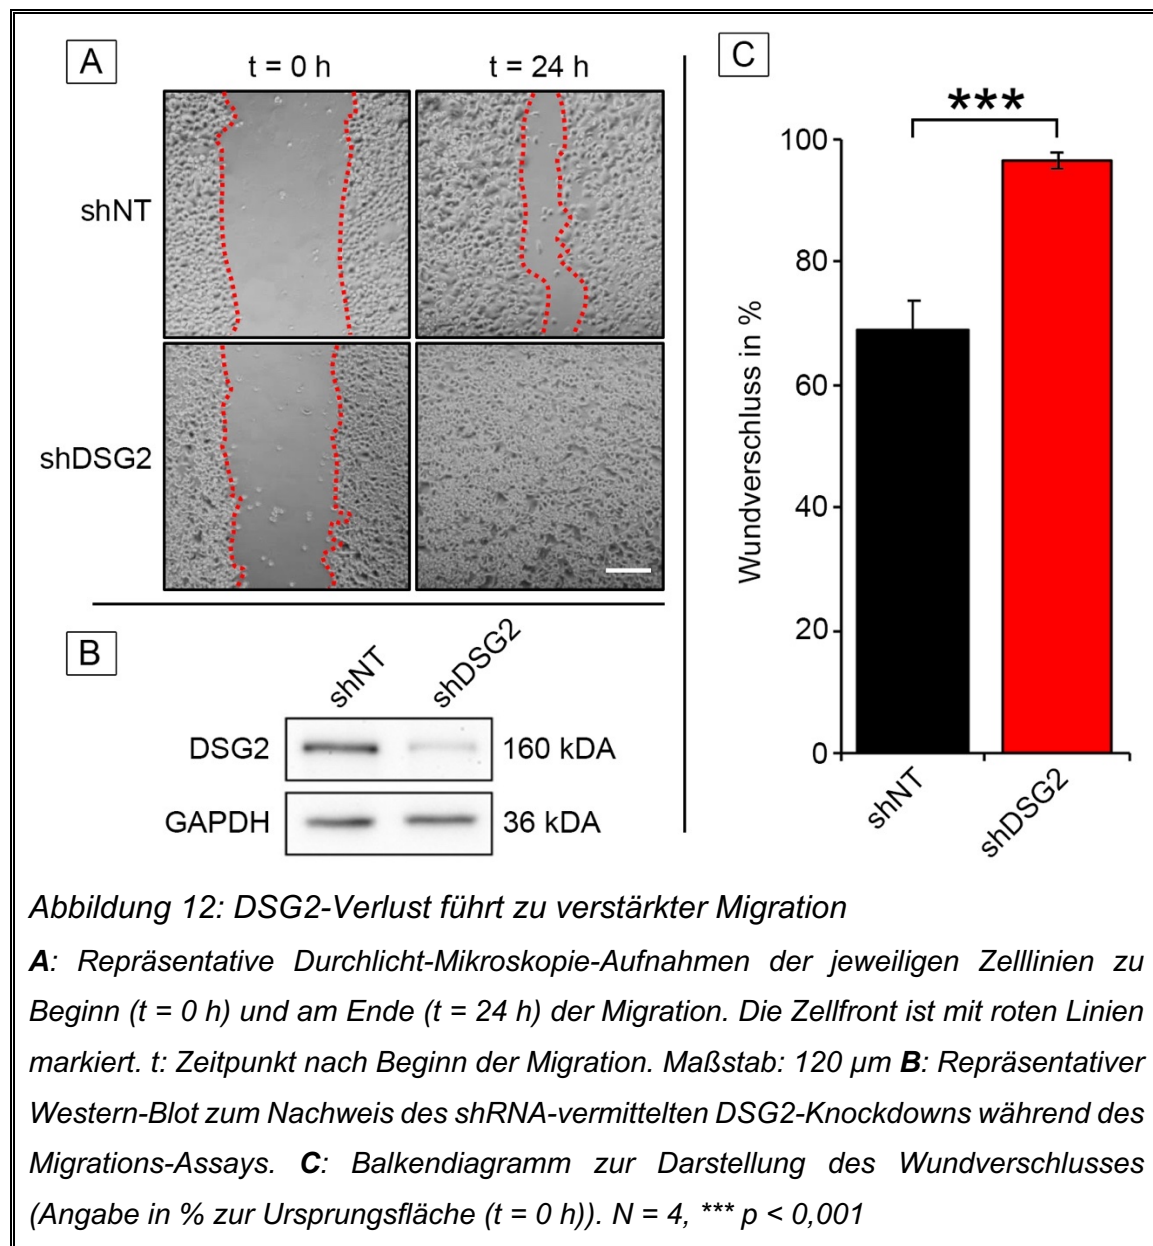 A
t = 0 h
t = 24 h
shNT
shDSG2
B
shNT
shDSG2
DSG2
160 kDA
GAPDH
36 kDA
C
***
100
80
60
40
20
0
Wundverschluss in %
shNT
shDSG2
Abbildung 12: DSG2-Verlust führt zu verstärkter Migration
A: Repräsentative Durchlicht-Mikroskopie-Aufnahmen der jeweiligen Zelllinien zu
Beginn (t = 0 h) und am Ende (t = 24 h) der Migration. Die Zellfront ist mit roten Linien
markiert. t: Zeitpunkt nach Beginn der Migration. Maßstab: 120 µm B: Repräsentativer
Western-Blot zum Nachweis des shRNA-vermittelten DSG2-Knockdowns während des
Migrations-Assays. C: Balkendiagramm zur Darstellung des Wundverschlusses
(Angabe in % zur Ursprungsfläche (t = 0 h)). N = 4, *** p < 0,001